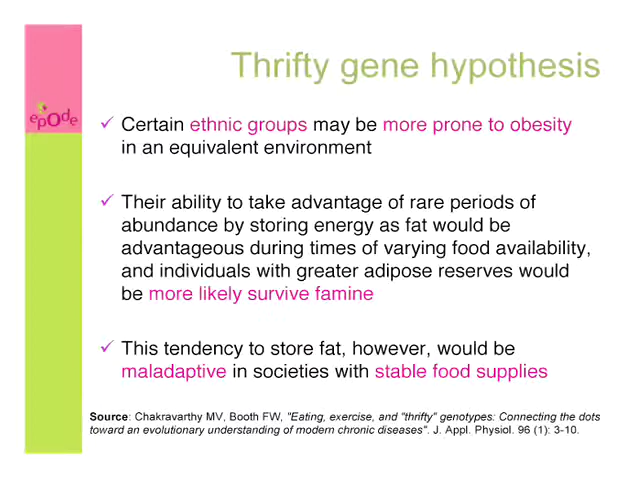 Thrifty gene hypothesis
epode
✓ Certain ethnic groups may be more prone to obesity
in an equivalent environment
✓ Their ability to take advantage of rare periods of
abundance by storing energy as fat would be
advantageous during times of varying food availability,
and individuals with greater adipose reserves would
be more likely survive famine
✓ This tendency to store fat, however, would be
maladaptive in societies with stable food supplies
Source: Chakravarthy MV, Booth FW, "Eating, exercise, and "thrifty" genotypes: Connecting the dots
toward an evolutionary understanding of modern chronic diseases". J. Appl. Physiol. 96 (1): 3-10.